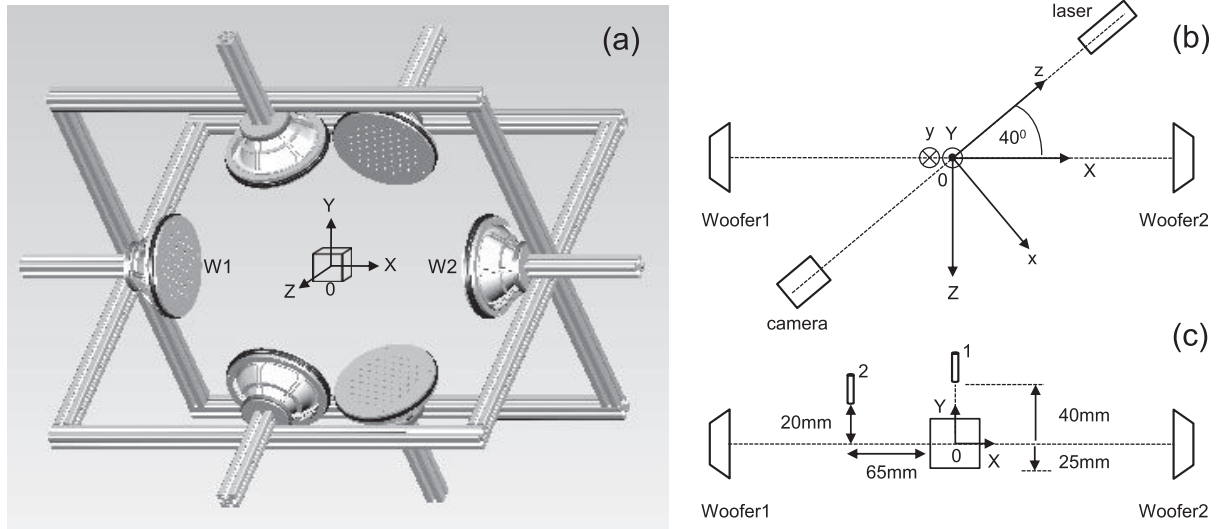 (a)
W1
W2
Y
X
Z
0
(b)
laser
z
y Y
40⁰
X
0
Woofer1
Woofer2
x
Z
camera
(c)
2
1
Y
20mm
40mm
0
X
65mm
25mm
Woofer1
Woofer2